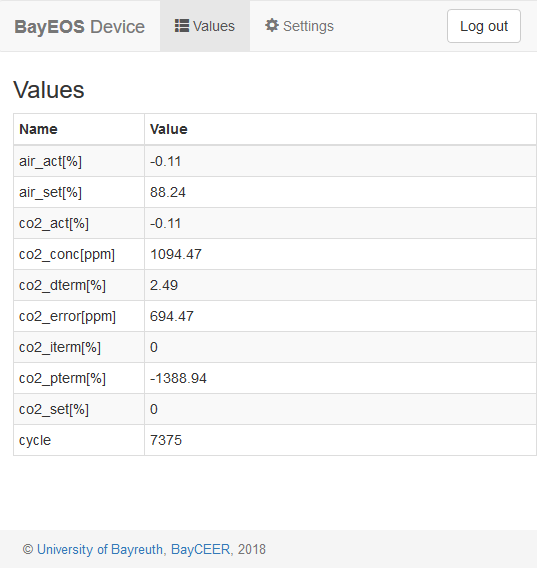 BayEOS Device Values Settings Log out
Values
Name Value
air_act[%] -0.11
air_set[%] 88.24
co2_act[%] -0.11
co2_conc[ppm] 1094.47
co2_dterm[%] 2.49
co2_error[ppm] 694.47
co2_iterm[%] 0
co2_pterm[%] -1388.94
co2_set[%] 0
cycle 7375
© University of Bayreuth, BayCEER, 2018